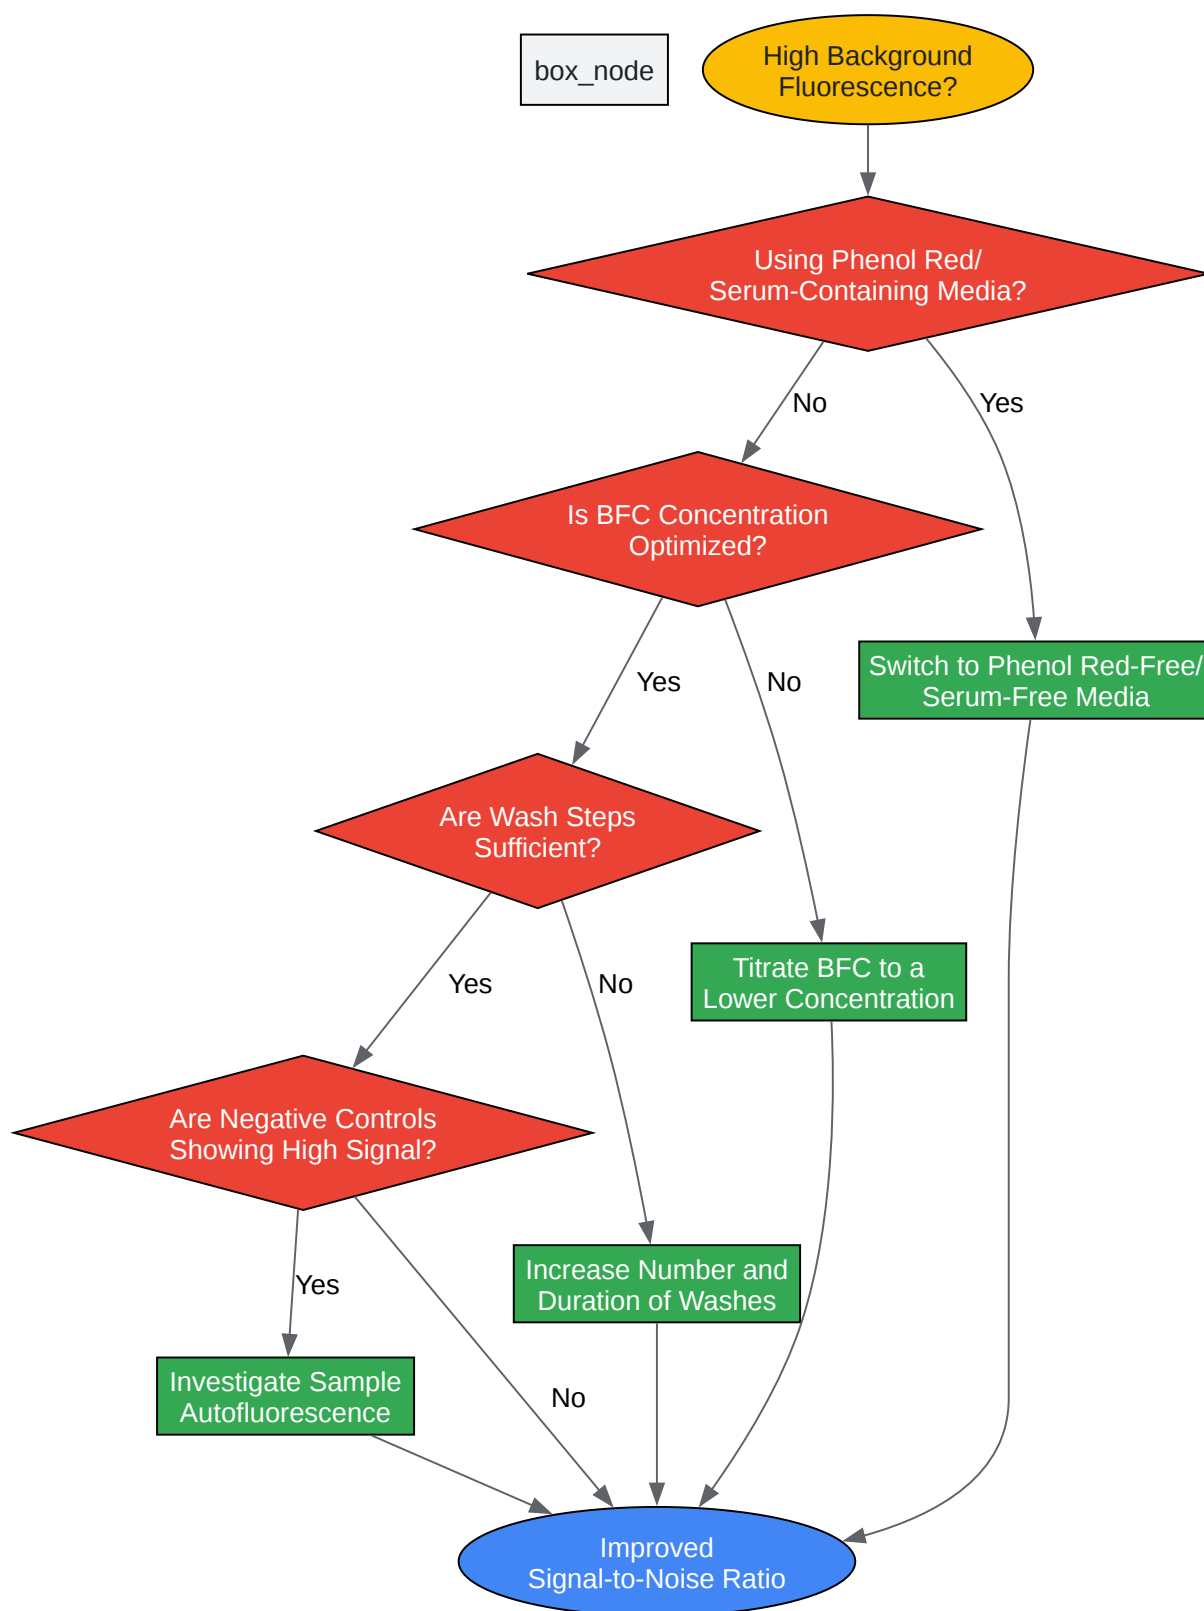 box_node
High Background
Fluorescence?
Using Phenol Red/
Serum-Containing Media?
No
Yes
Is BFC Concentration
Optimized?
Yes
No
Switch to Phenol Red-Free/
Serum-Free Media
Are Wash Steps
Sufficient?
Yes
No
Titrate BFC to a
Lower Concentration
Are Negative Controls
Showing High Signal?
Yes
No
Increase Number and
Duration of Washes
Investigate Sample
Autofluorescence
Improved
Signal-to-Noise Ratio